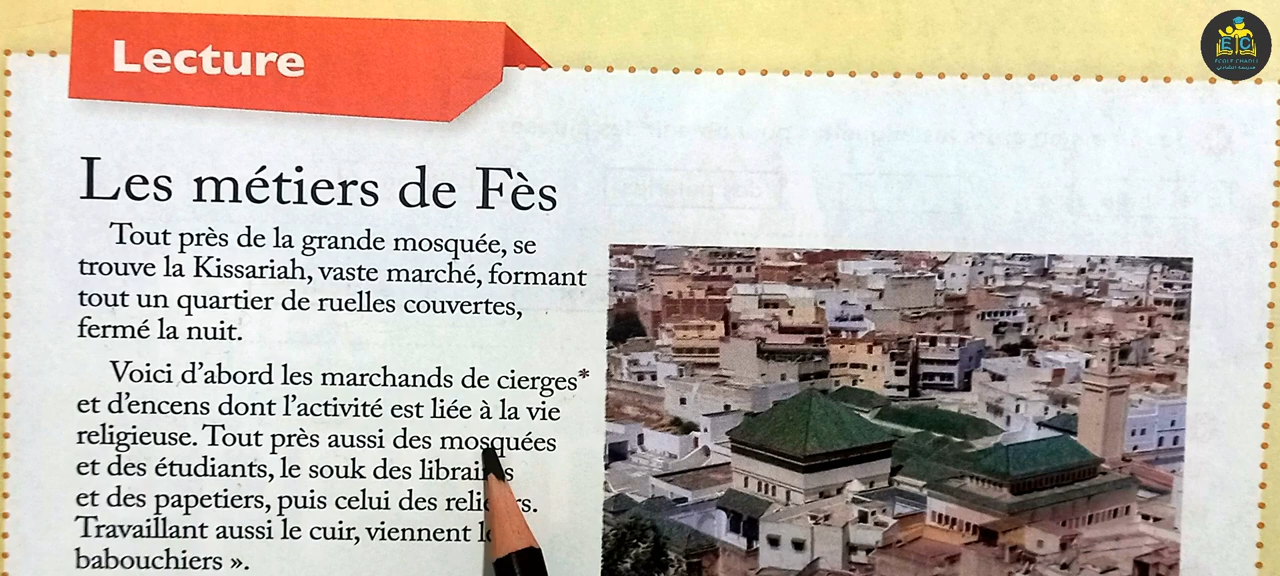 Lecture
Les métiers de Fès
Tout près de la grande mosquée, se
trouve la Kissariah, vaste marché, formant
tout un quartier de ruelles couvertes,
fermé la nuit.
Voici d'abord les marchands de cierges*
et d'encens dont l'activité est liée à la vie
religieuse. Tout près aussi des mosquées
et des étudiants, le souk des
et des papetiers, puis celui des
Travaillant aussi le cuir, viennent
babouchiers ».
E C
ECOLE CHADLI